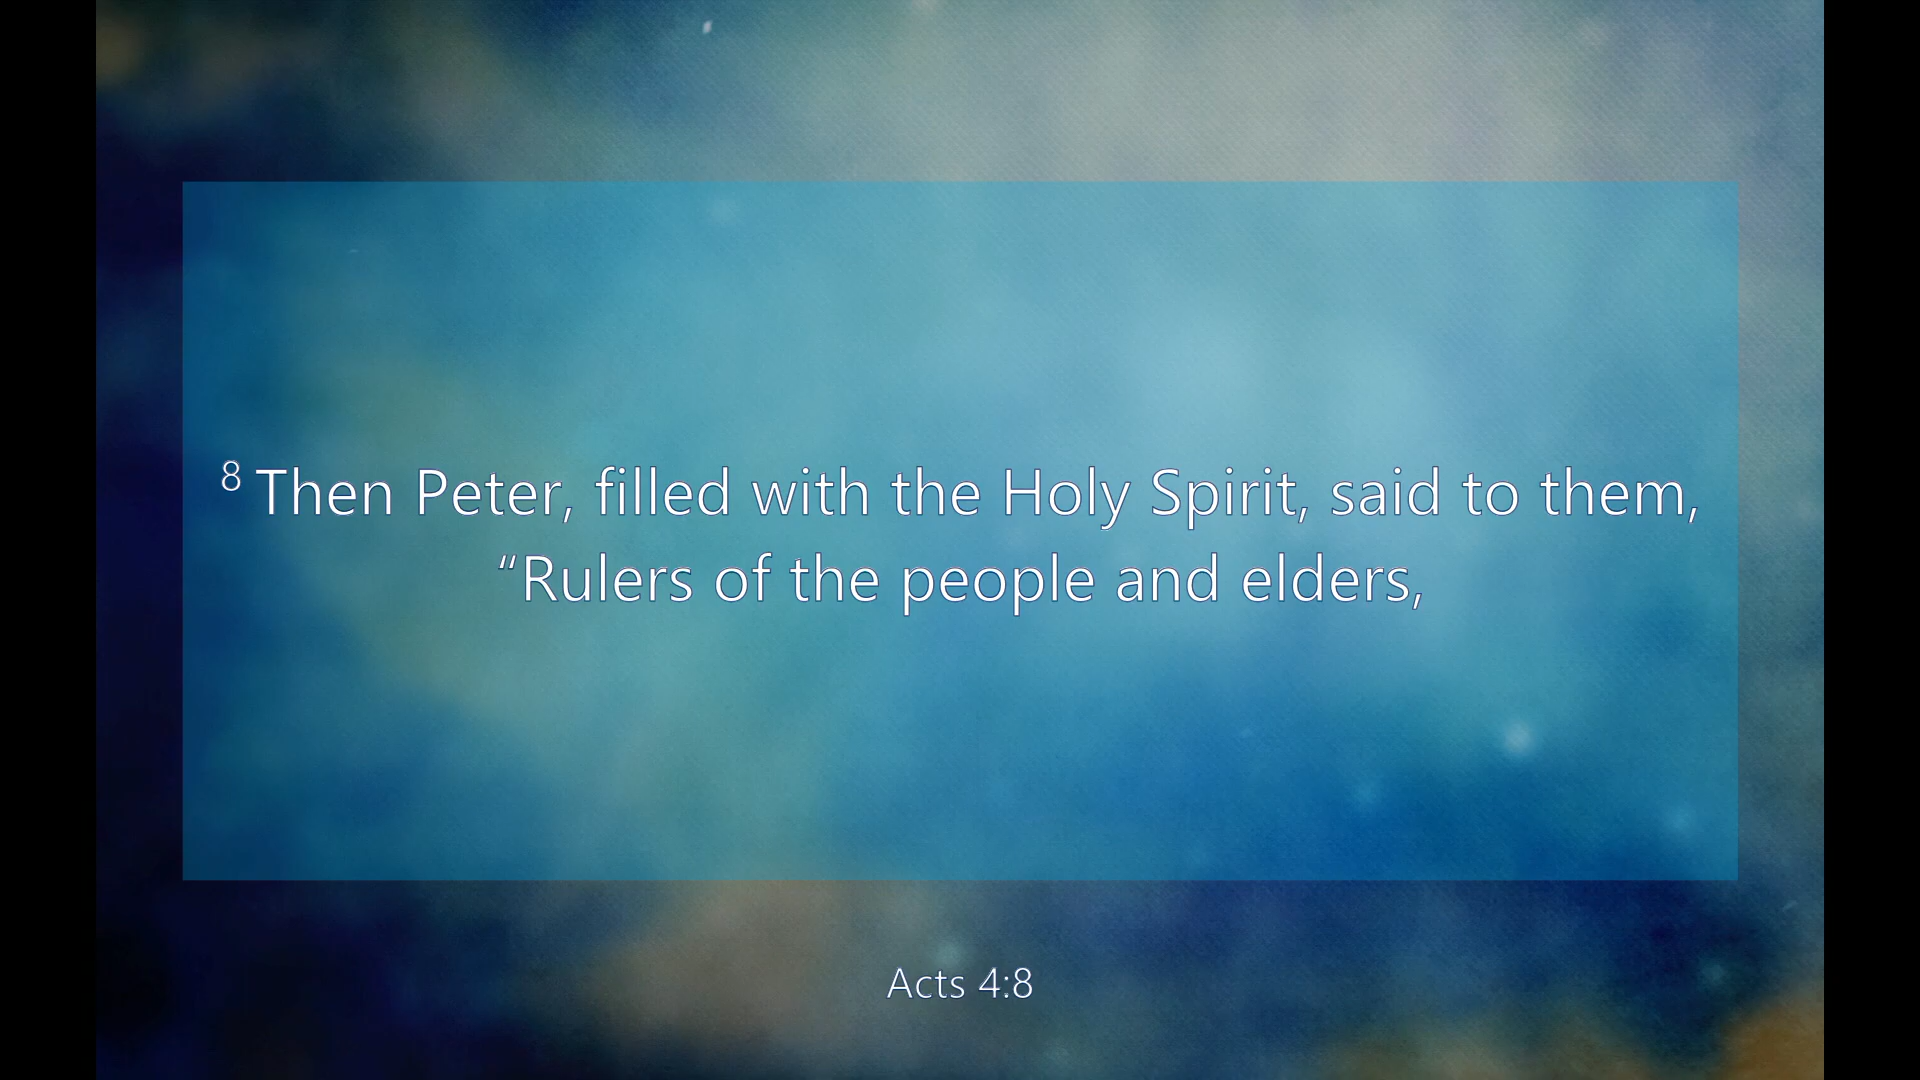 8 Then Peter, filled with the Holy Spirit, said to them,
“Rulers of the people and elders,
Acts 4:8